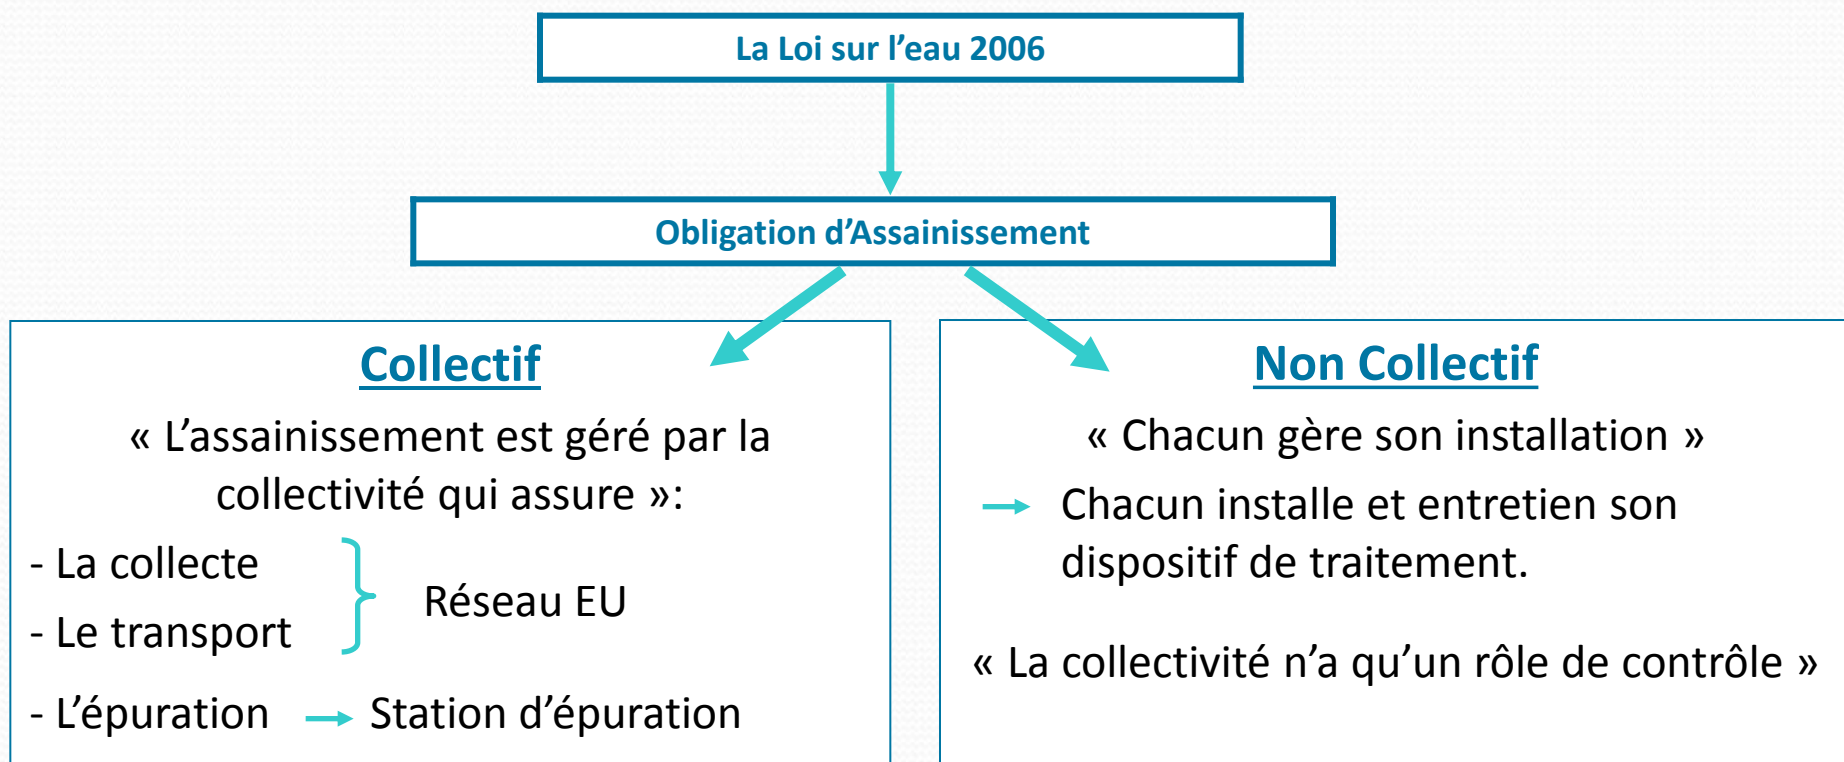 La Loi sur l’eau 2006
Obligation d’Assainissement
Collectif
« L’assainissement est géré par la
collectivité qui assure »:
- La collecte
- Le transport
Réseau EU
- L’épuration
Station d’épuration
Non Collectif
« Chacun gère son installation »
Chacun installe et entretien son
dispositif de traitement.
« La collectivité n’a qu’un rôle de contrôle »